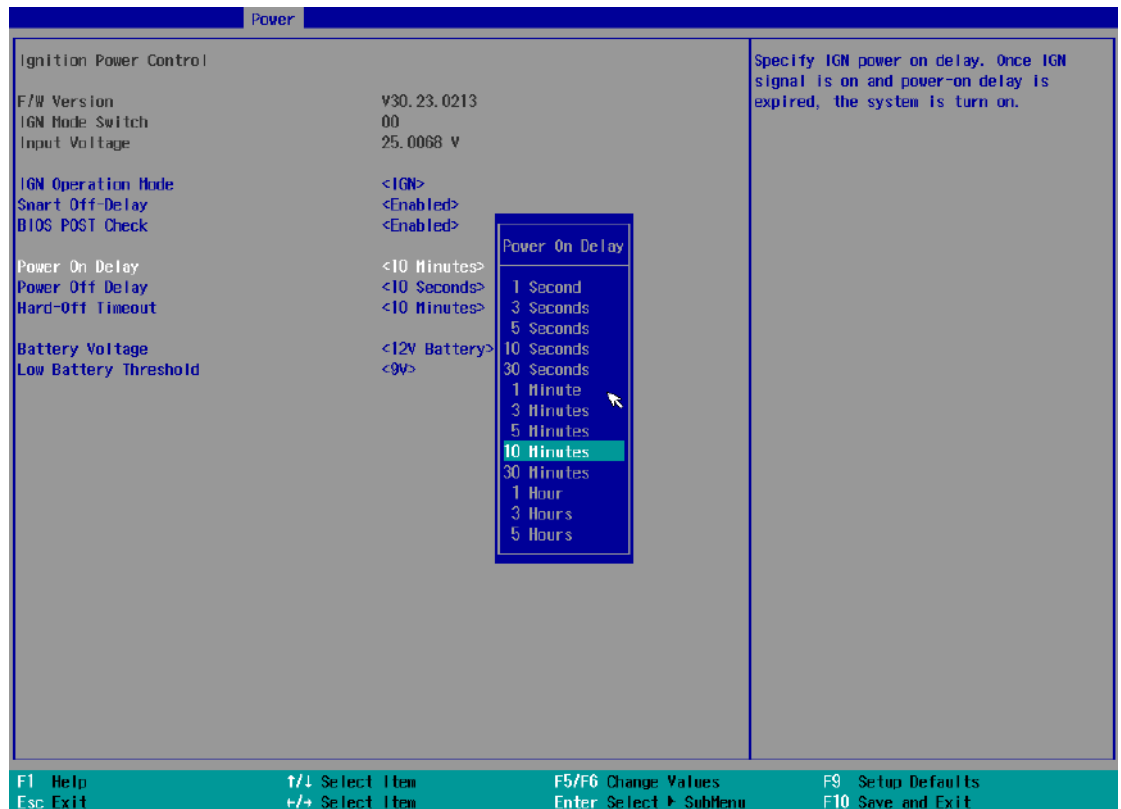 Power
Ignition Power Control
F/W Version V30.23.0213
IGN Mode Switch 00
Input Voltage 25.0068 V
IGN Operation Mode <IGN>
Smart Off-Delay <Enabled>
BIOS POST Check <Enabled>
Power On Delay <10 Minutes>
Power Off Delay <10 Seconds>
Hard-Off Timeout <10 Minutes>
Battery Voltage <12V Battery>
Low Battery Threshold <9V>
Power On Delay
1 Second
3 Seconds
5 Seconds
10 Seconds
30 Seconds
1 Minute
3 Minutes
5 Minutes
10 Minutes
30 Minutes
1 Hour
3 Hours
5 Hours
Specify IGN power on delay. Once IGN
signal is on and power-on delay is
expired, the system is turn on.
F1 Help ↑/↓ Select Item F5/F6 Change Values F9 Setup Defaults
Esc Exit ←/→ Select Item Enter Select ▶ SubMenu F10 Save and Exit